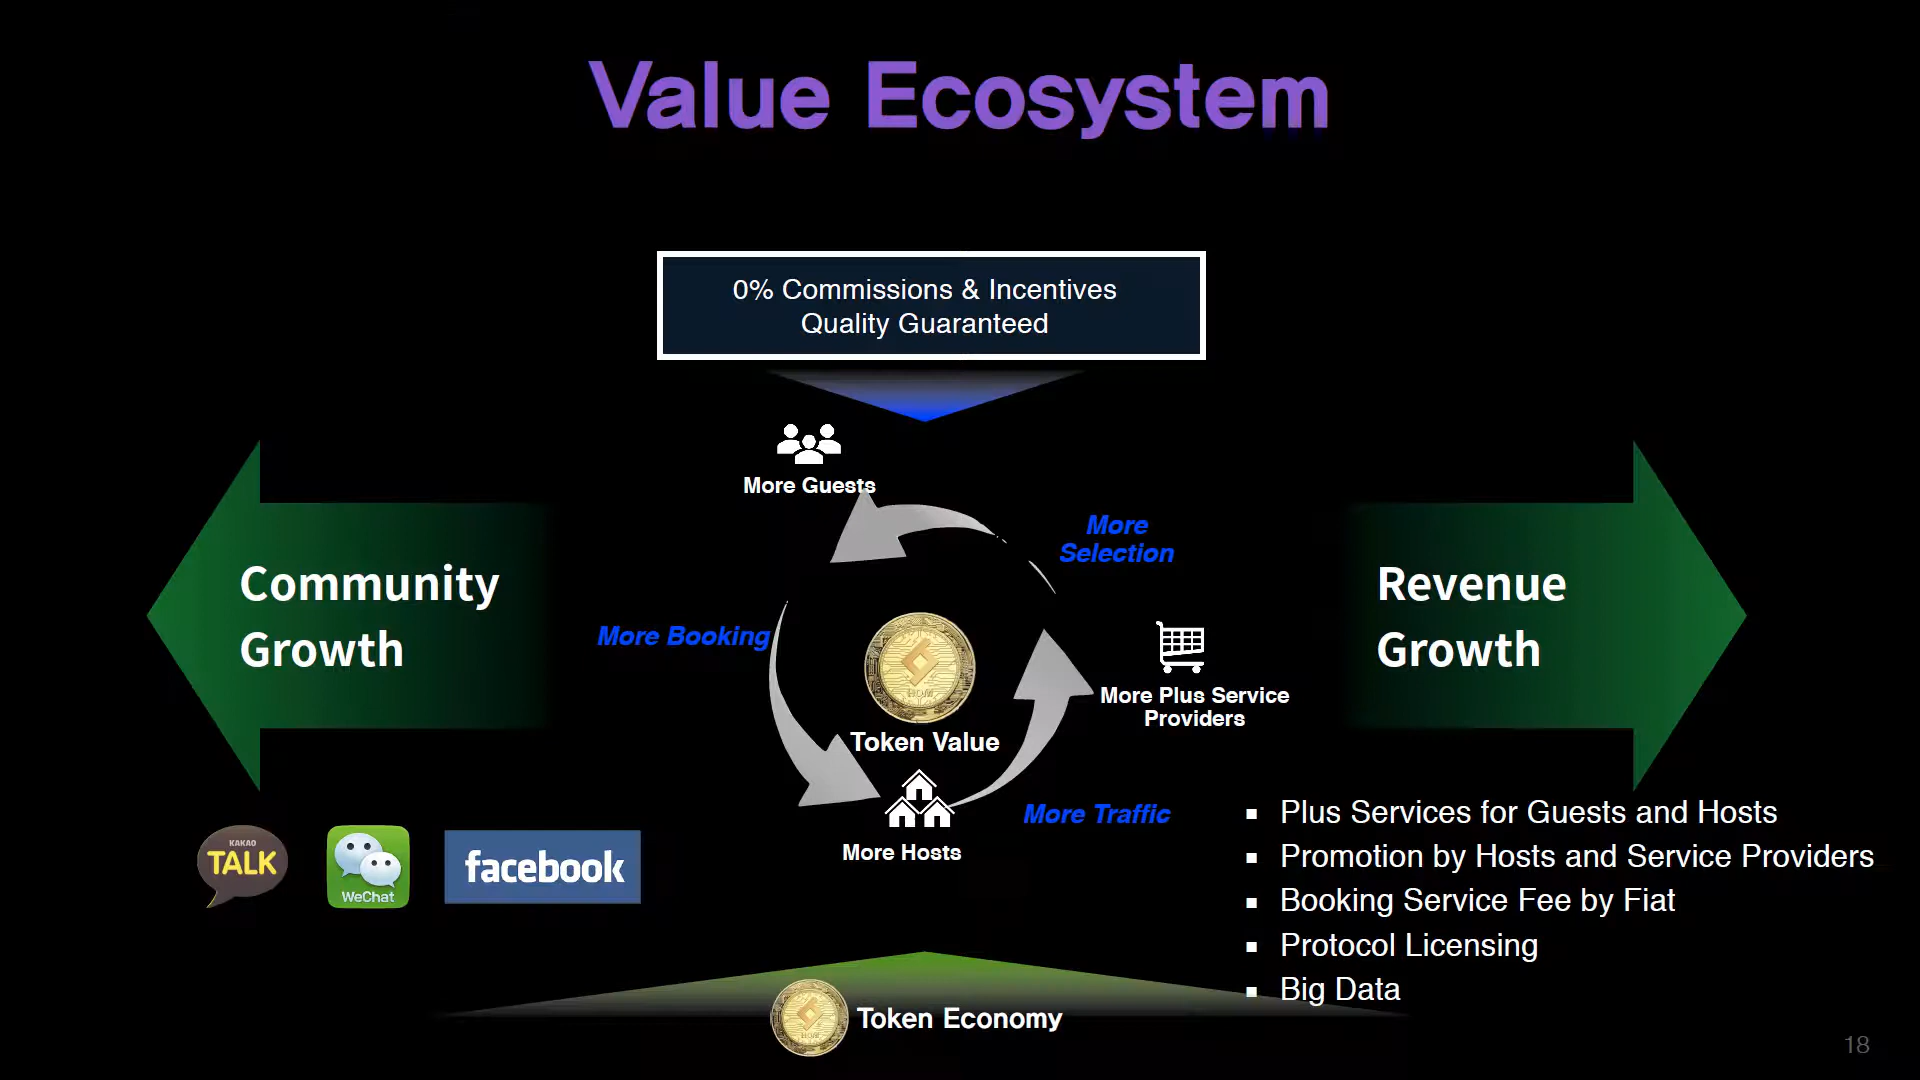 Value Ecosystem
0% Commissions & Incentives
Quality Guaranteed
More Guests
More
Selection
Community
Growth
More Booking
Token Value
More Plus Service
Providers
Revenue
Growth
More Hosts
More Traffic
KAKAO
TALK
WeChat
facebook
▪ Plus Services for Guests and Hosts
▪ Promotion by Hosts and Service Providers
▪ Booking Service Fee by Fiat
▪ Protocol Licensing
▪ Big Data
Token Economy
18